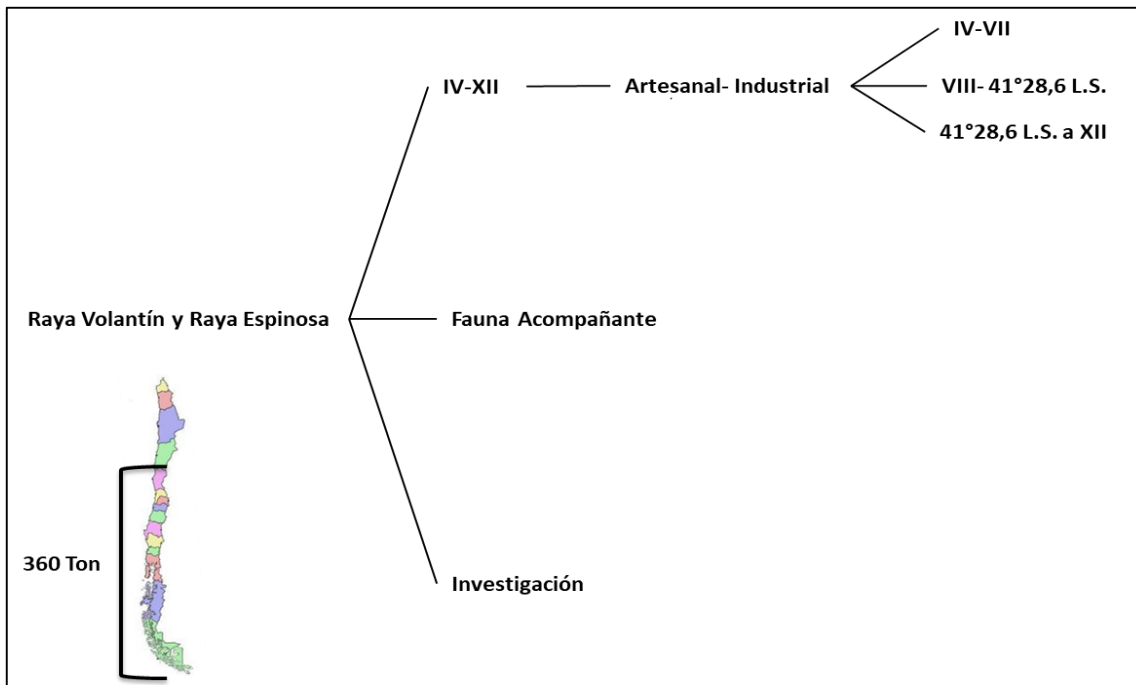 IV-VII
IV-XII
Artesanal- Industrial
VIII- 41°28,6 L.S.
41°28,6 L.S. a XII
Raya Volantín y Raya Espinosa
Fauna Acompañante
360 Ton
Investigación